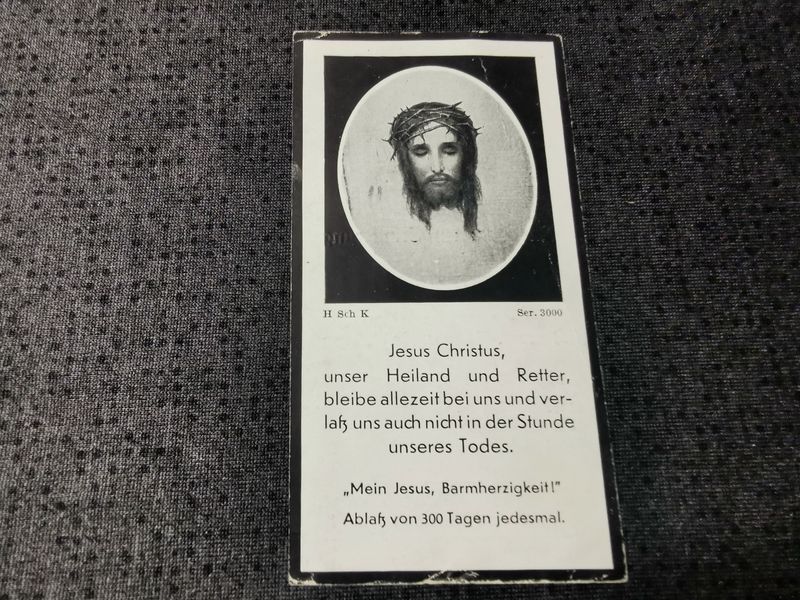 H Sch K Ser. 3000
Jesus Christus,
unser Heiland und Retter,
bleibe allezeit bei uns und ver-
laß uns auch nicht in der Stunde
unseres Todes.
„Mein Jesus, Barmherzigkeit!"
Ablaß von 300 Tagen jedesmal.